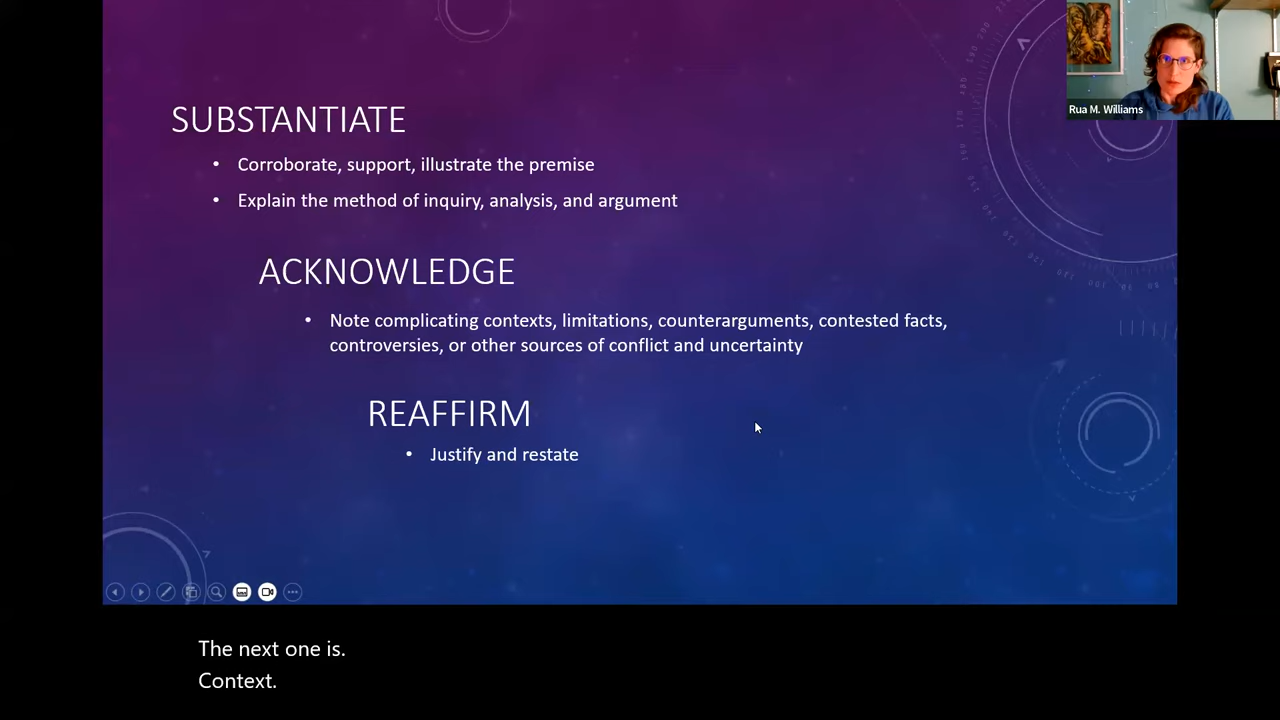 SUBSTANTIATE
• Corroborate, support, illustrate the premise
• Explain the method of inquiry, analysis, and argument
ACKNOWLEDGE
• Note complicating contexts, limitations, counterarguments, contested facts,
controversies, or other sources of conflict and uncertainty
REAFFIRM
• Justify and restate
Rua M. Williams
The next one is.
Context.